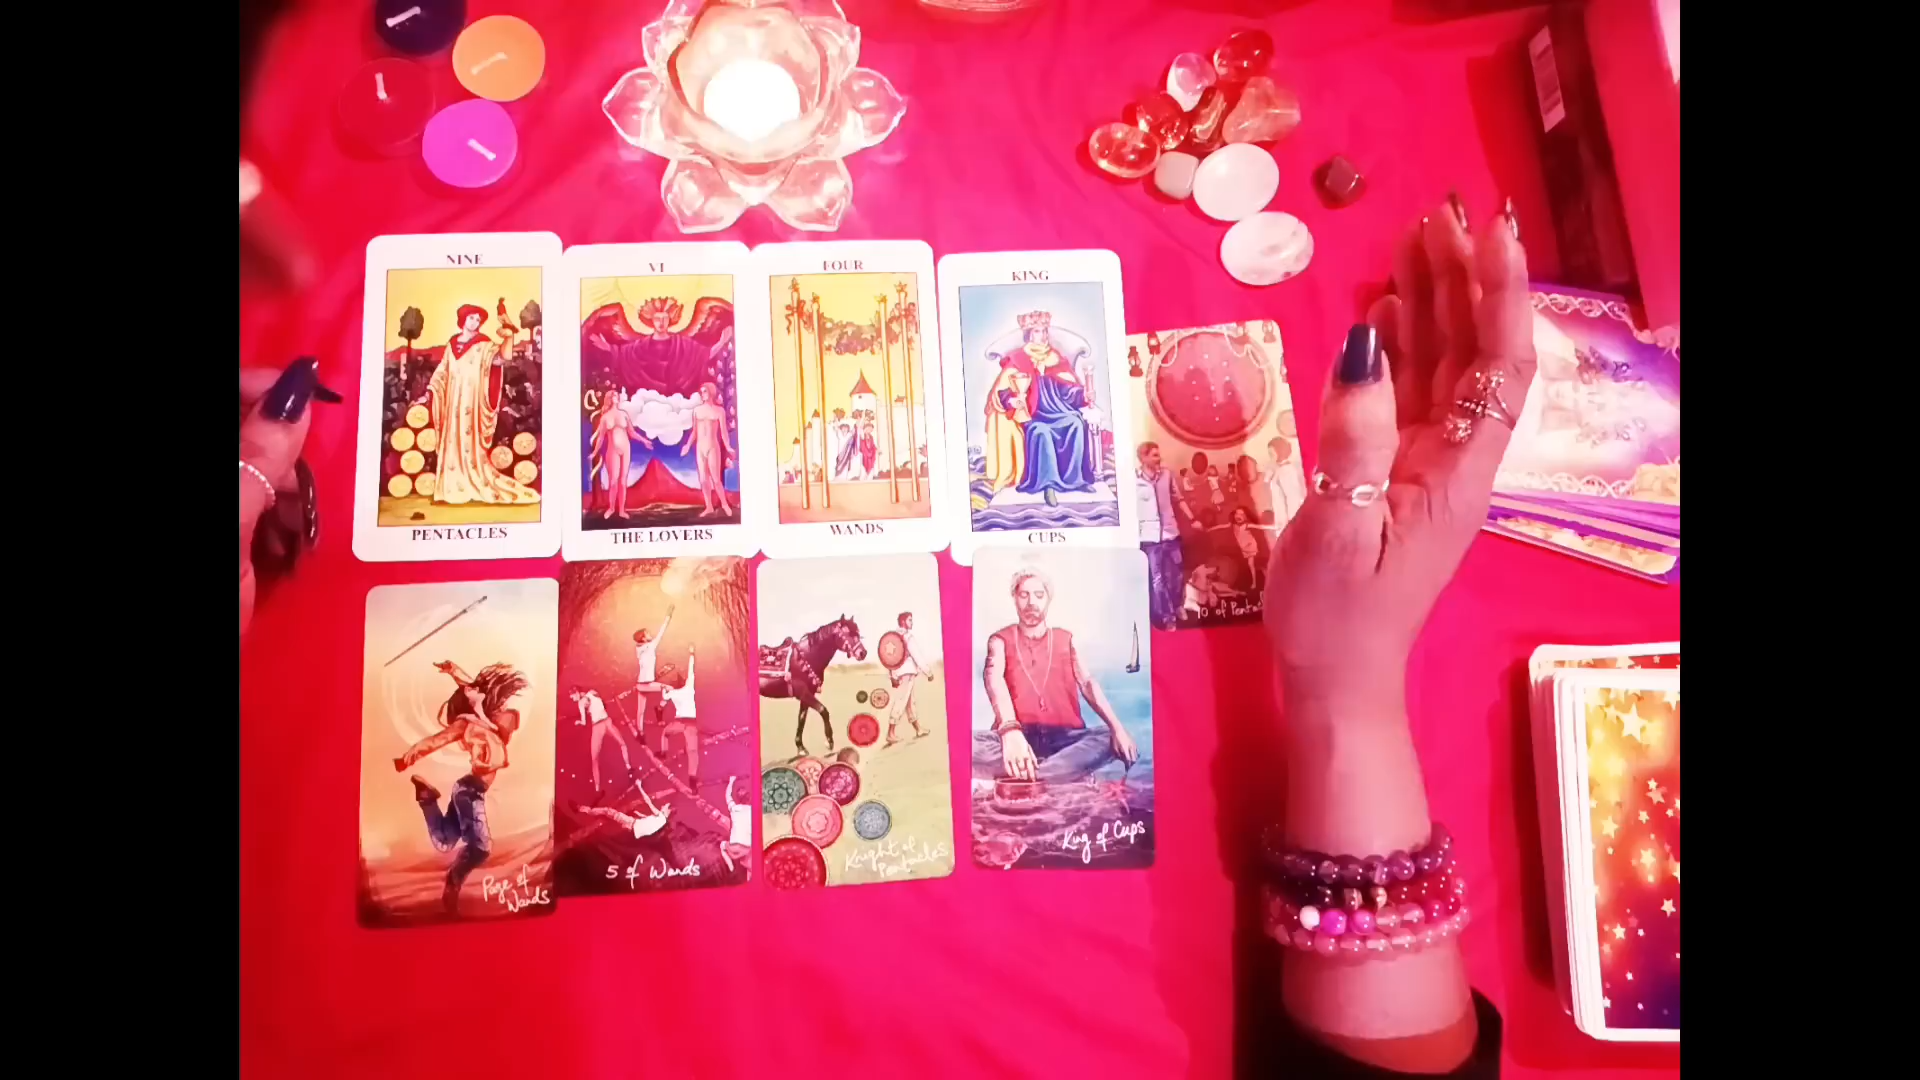 NINE
PENTACLES
VI
THE LOVERS
FOUR
WANDS
KING
CUPS
10 of Pentac
Page of
Wands
5 of Wands
Knight of
Pentacles
King of Cups